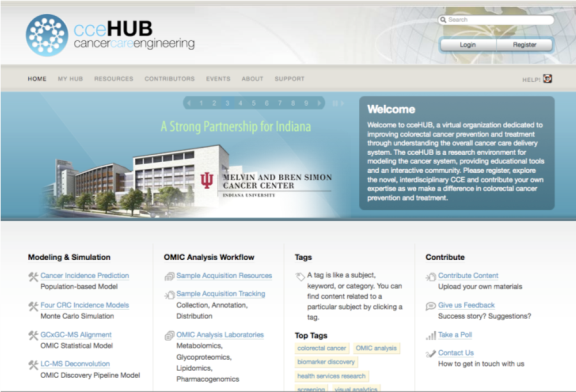 cceHUB
cancercareengineering
Search
Login Register
HOME MY HUB RESOURCES CONTRIBUTORS EVENTS ABOUT SUPPORT
HELP!
1 2 3 4 5 6 7 8 9
A Strong Partnership for Indiana
MELVIN AND BREN SIMON
CANCER CENTER
INDIANA UNIVERSITY
Welcome
Welcome to cceHUB, a virtual organization dedicated to
improving colorectal cancer prevention and treatment
through understanding the overall cancer care delivery
system. The cceHUB is a research environment for
modeling the cancer system, providing educational tools
and an interactive community. Please register, explore
the novel, interdisciplinary CCE and contribute your own
expertise as we make a difference in colorectal cancer
prevention and treatment.
Modeling & Simulation
Cancer Incidence Prediction
Population-based Model
Four CRC Incidence Models
Monte Carlo Simulation
GCxGC-MS Alignment
OMIC Statistical Model
LC-MS Deconvolution
OMIC Discovery Pipeline Model
OMIC Analysis Workflow
Sample Acquisition Resources
Sample Acquisition Tracking
Collection, Annotation,
Distribution
OMIC Analysis Laboratories
Metabolomics,
Glycoproteomics,
Lipidomics,
Pharmacogenomics
Tags
A tag is like a subject,
keyword, or category. You can
find content related to a
particular subject by clicking a
tag.
Top Tags
colorectal cancer OMIC analysis
biomarker discovery
health services research
screening visual analytics
Contribute
Contribute Content
Upload your own materials
Give us Feedback
Success story? Suggestions?
Take a Poll
Contact Us
How to get in touch with us